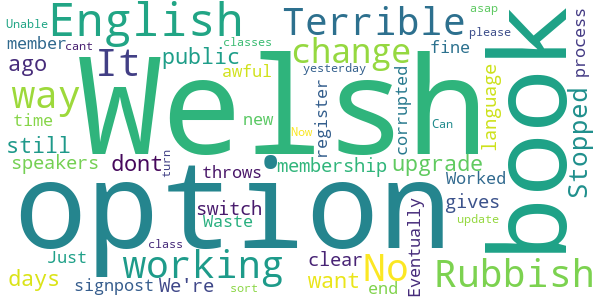 Unable
English
Terrible
asap
book
member
cant
It
public
classes
change
fine
please
process
ago
awful
yesterday
Welsh
way
time
new
Now
register
corrupted
Can
language
Stopped
still
speakers
dont
turn
throws
membership
upgrade
option
switch
Waste
Worked
gives
Eventually
update
class
Just
working
clear
No
Rubbish
days
signpost
We're
want
end
sort